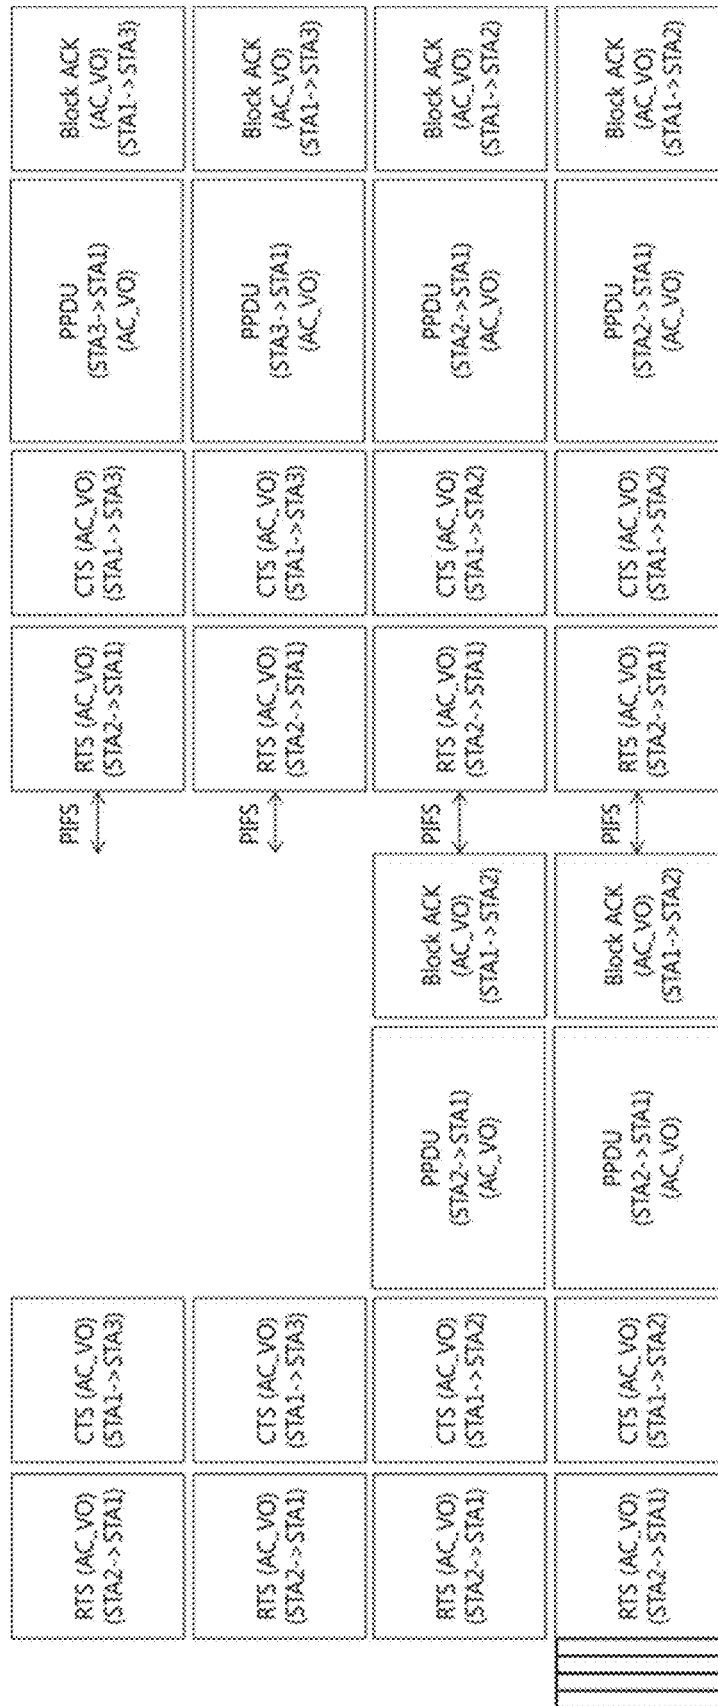 RTS (AC_VO)
(STA2->STA1)
CTS (AC_VO)
(STA1->STA3)
PIFS
RTS (AC_VO)
(STA2->STA1)
CTS (AC_VO)
(STA1->STA3)
PPDU
(STA3->STA1)
(AC_VO)
Block ACK
(AC_VO)
(STA1->STA3)
RTS (AC_VO)
(STA2->STA1)
CTS (AC_VO)
(STA1->STA3)
PIFS
RTS (AC_VO)
(STA2->STA1)
CTS (AC_VO)
(STA1->STA3)
PPDU
(STA3->STA1)
(AC_VO)
Block ACK
(AC_VO)
(STA1->STA3)
RTS (AC_VO)
(STA2->STA1)
CTS (AC_VO)
(STA1->STA2)
PPDU
(STA2->STA1)
(AC_VO)
Block ACK
(AC_VO)
(STA1->STA2)
PIFS
RTS (AC_VO)
(STA2->STA1)
CTS (AC_VO)
(STA1->STA2)
PPDU
(STA2->STA1)
(AC_VO)
Block ACK
(AC_VO)
(STA1->STA2)
RTS (AC_VO)
(STA2->STA1)
CTS (AC_VO)
(STA1->STA2)
PPDU
(STA2->STA1)
(AC_VO)
Block ACK
(AC_VO)
(STA1->STA2)
PIFS
RTS (AC_VO)
(STA2->STA1)
CTS (AC_VO)
(STA1->STA2)
PPDU
(STA2->STA1)
(AC_VO)
Block ACK
(AC_VO)
(STA1->STA2)